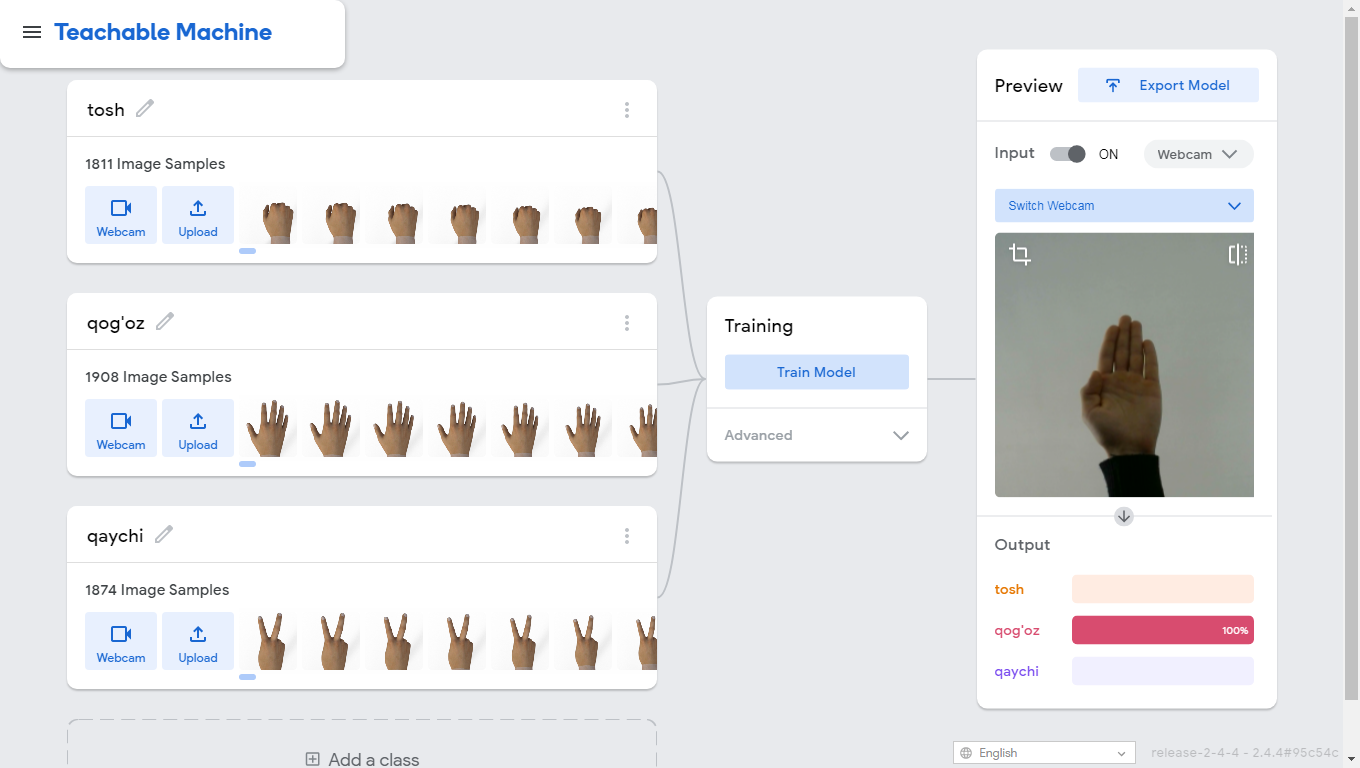 Teachable Machine
tosh
1811 Image Samples
Webcam
Upload
qog'oz
1908 Image Samples
Webcam
Upload
qaychi
1874 Image Samples
Webcam
Upload
Add a class
Training
Train Model
Advanced
Preview
Export Model
Input
ON
Webcam
Switch Webcam
Output
tosh
qog'oz
100%
qaychi
English
release-2-4-4 - 2.4.4#95c54c